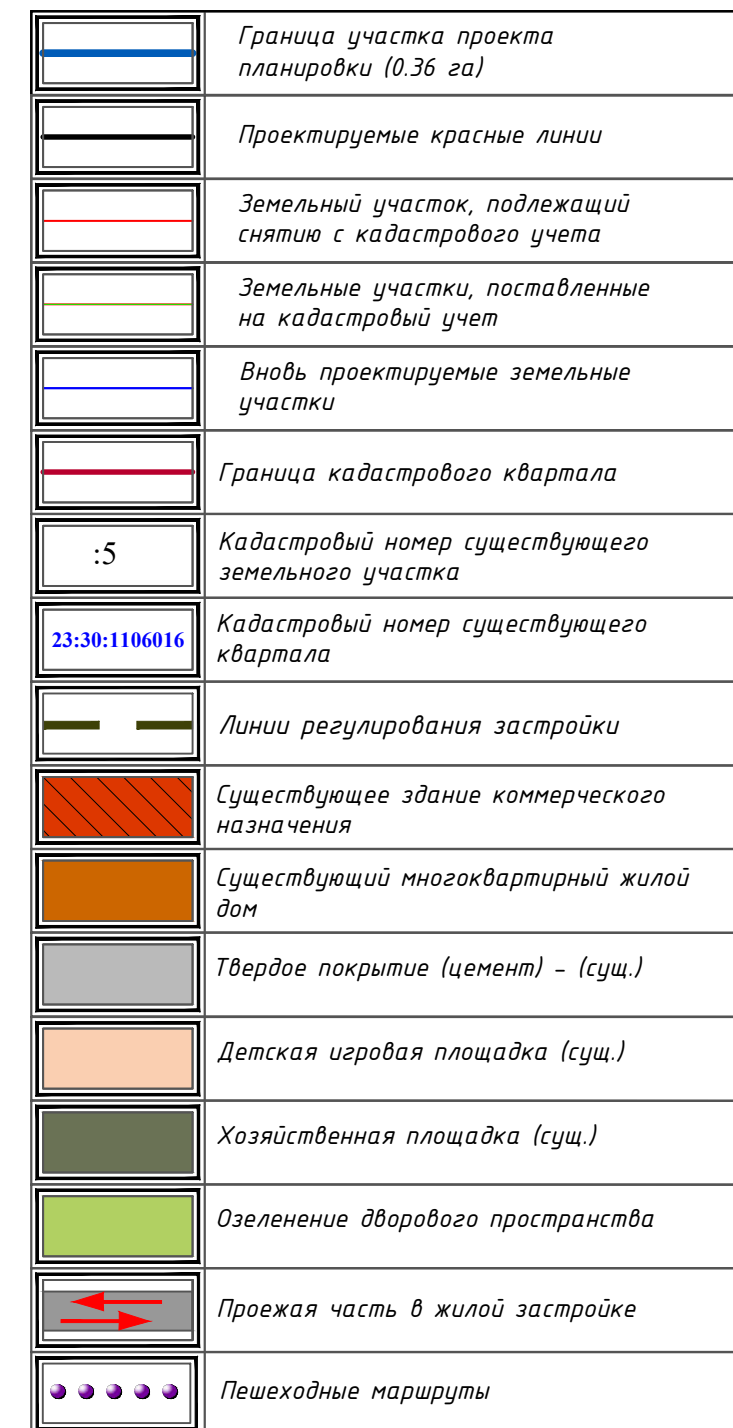 Граница участка проекта
планировки (0.36 га)
Проектируемые красные линии
Земельный участок, подлежащий
снятию с кадастрового учета
Земельные участки, поставленные
на кадастровый учет
Вновь проектируемые земельные
участки
Граница кадастрового квартала
:5
Кадастровый номер существующего
земельного участка
23:30:1106016
Кадастровый номер существующего
квартала
Линии регулирования застройки
Существующее здание коммерческого
назначения
Существующий многоквартирный жилой
дом
Твердое покрытие (цемент) - (сущ.)
Детская игровая площадка (сущ.)
Хозяйственная площадка (сущ.)
Озеленение дворового пространства
Проежая часть в жилой застройке
Пешеходные маршруты